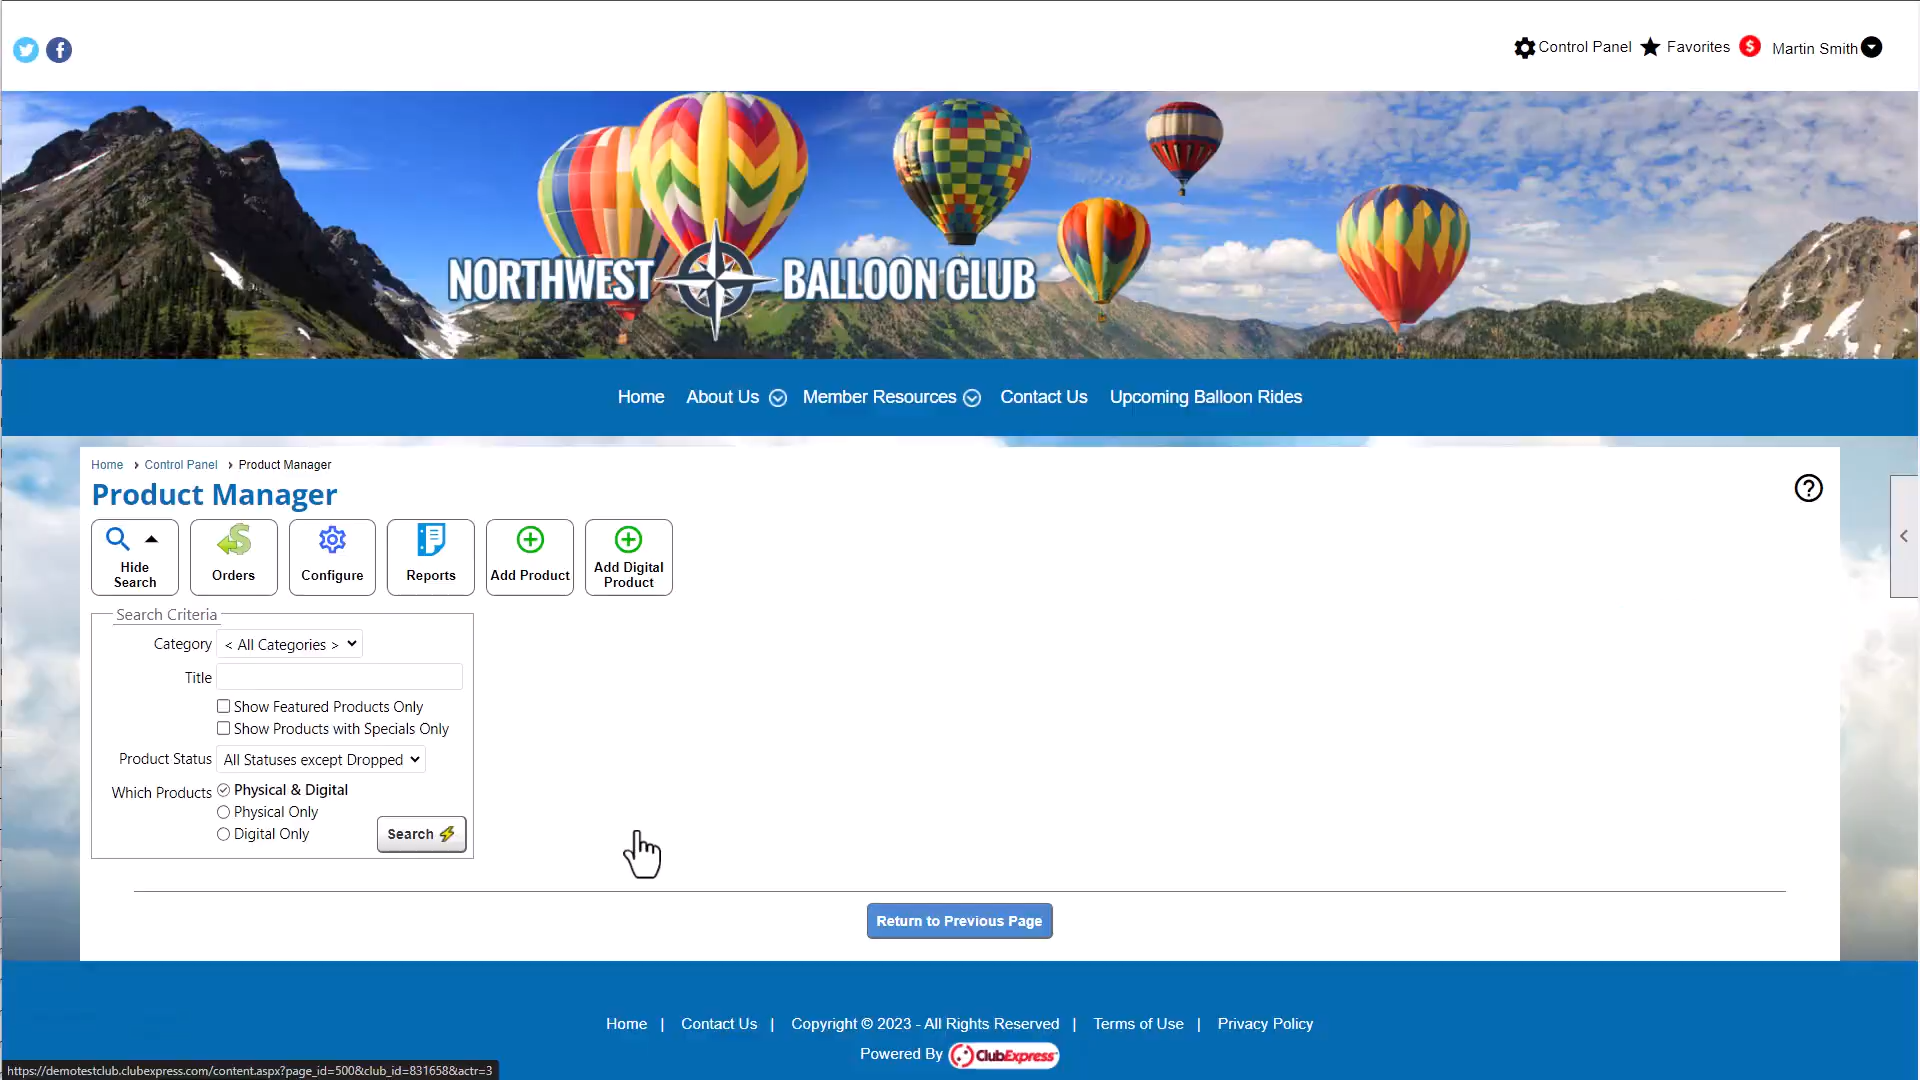 Control Panel Favorites $ Martin Smith
NORTHWEST BALLOON CLUB
Home About Us Member Resources Contact Us Upcoming Balloon Rides
Home › Control Panel › Product Manager
Product Manager
Hide Search
Orders
Configure
Reports
Add Product
Add Digital Product
Search Criteria
Category < All Categories >
Title
Show Featured Products Only
Show Products with Specials Only
Product Status All Statuses except Dropped
Which Products Physical & Digital
Physical Only
Digital Only
Search
Return to Previous Page
Home | Contact Us | Copyright © 2023 - All Rights Reserved | Terms of Use | Privacy Policy
Powered By ClubExpress
https://demotestclub.clubexpress.com/content.aspx?page_id=500&club_id=831658&actr=3